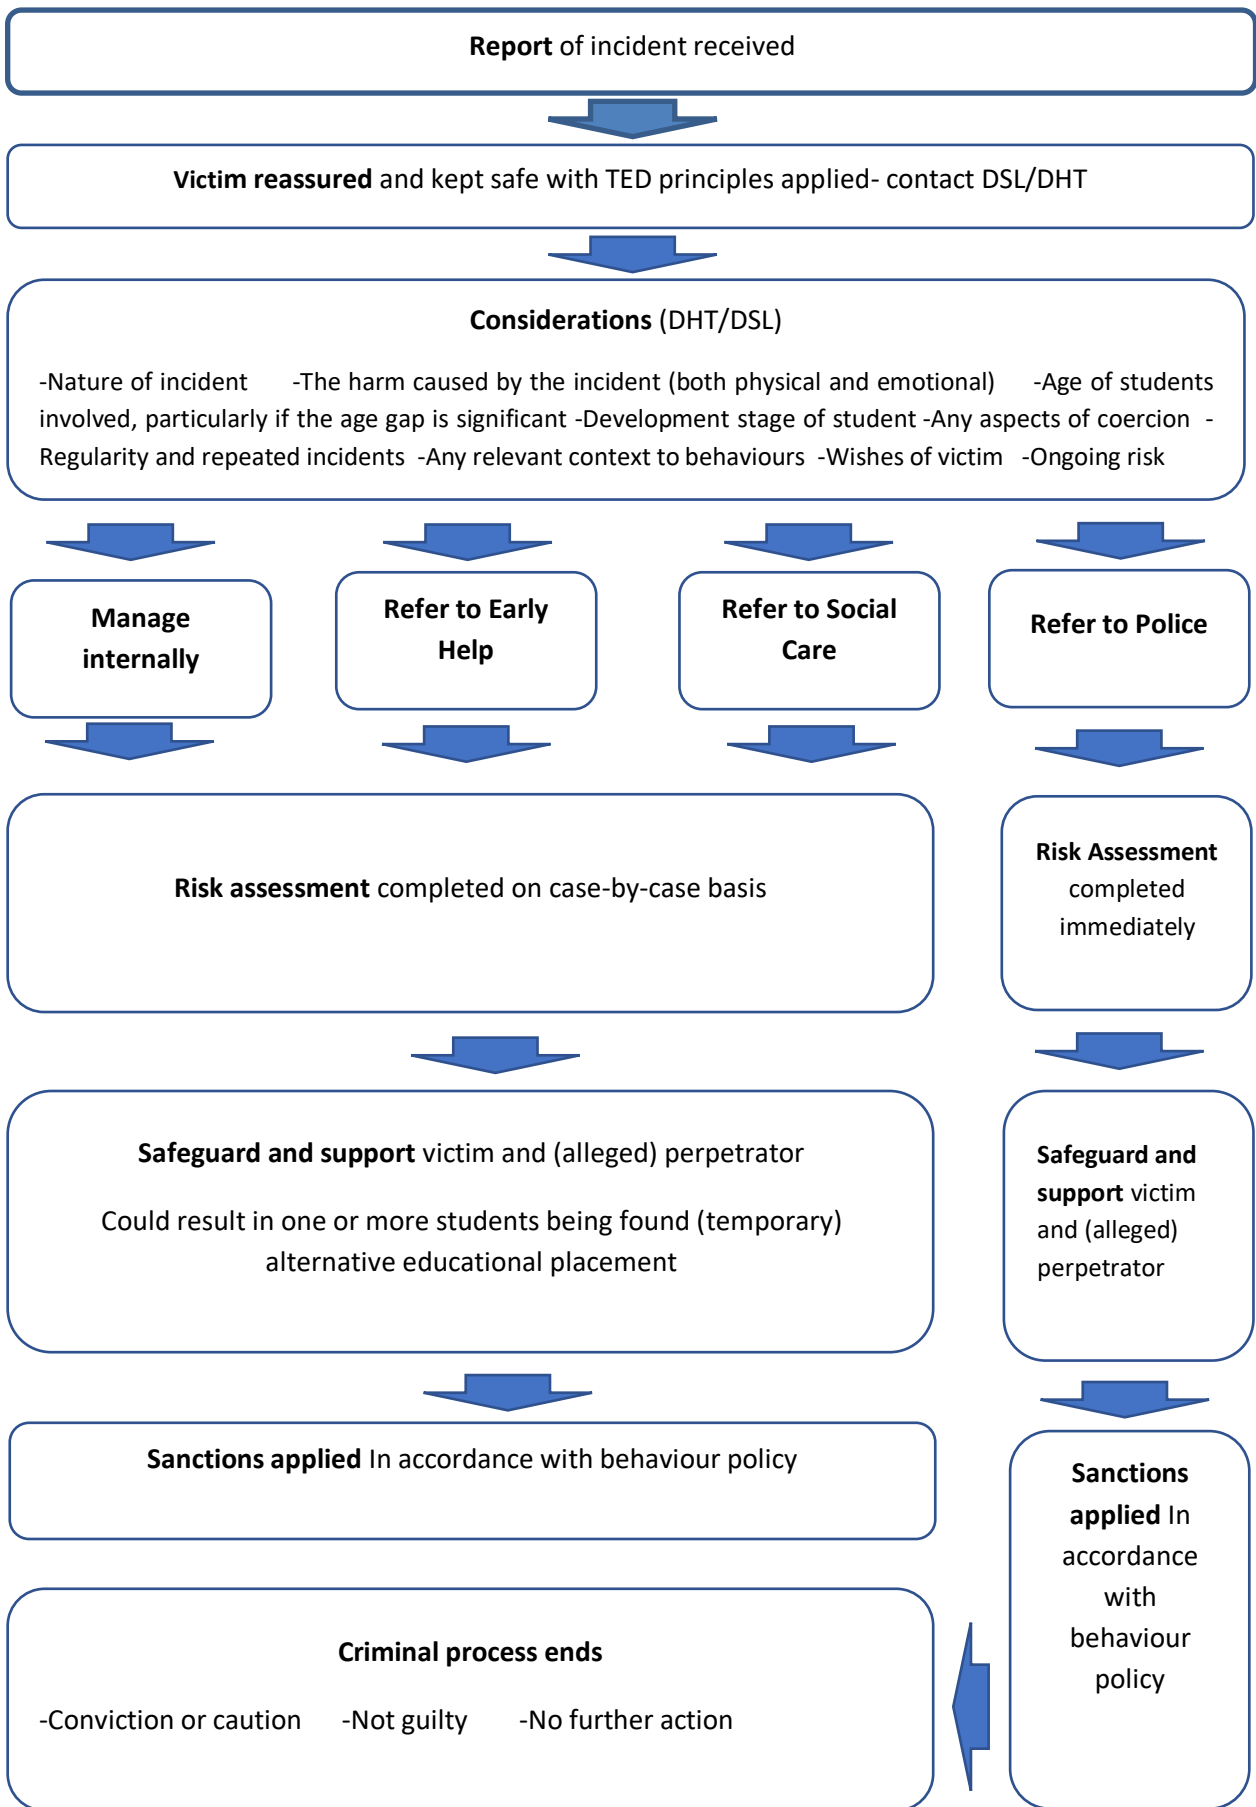 Report of incident received
Victim reassured and kept safe with TED principles applied- contact DSL/DHT
Considerations (DHT/DSL)
-Nature of incident -The harm caused by the incident (both physical and emotional) -Age of students
involved, particularly if the age gap is significant -Development stage of student -Any aspects of coercion -
Regularity and repeated incidents -Any relevant context to behaviours -Wishes of victim -Ongoing risk
Manage
internally
Refer to Early
Help
Refer to Social
Care
Refer to Police
Risk assessment completed on case-by-case basis
Risk Assessment
completed
immediately
Safeguard and support victim and (alleged) perpetrator
Could result in one or more students being found (temporary)
alternative educational placement
Safeguard and
support victim
and (alleged)
perpetrator
Sanctions applied In accordance with behaviour policy
Sanctions
applied In
accordance
with
behaviour
policy
Criminal process ends
-Conviction or caution -Not guilty -No further action